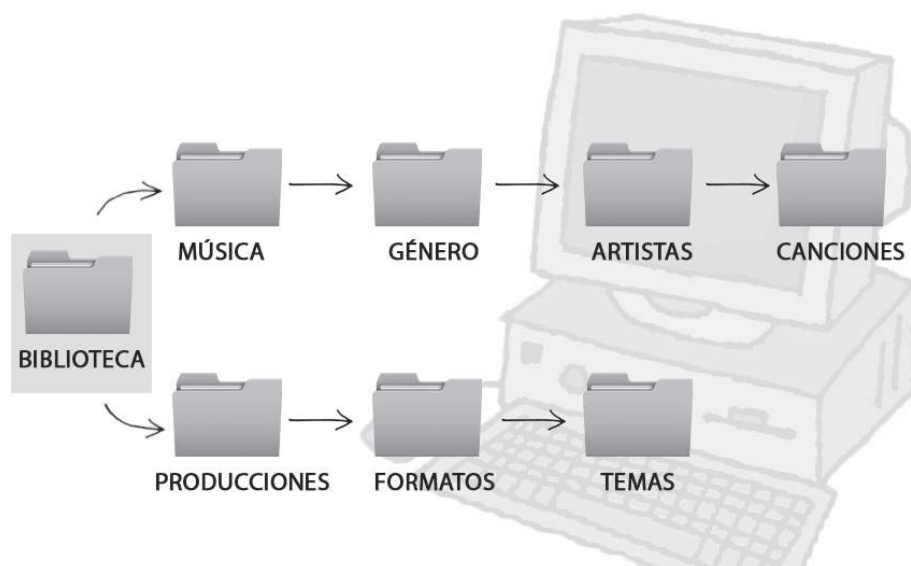 MÚSICA
GÉNERO
ARTISTAS
CANCIONES
BIBLIOTECA
PRODUCCIONES
FORMATOS
TEMAS